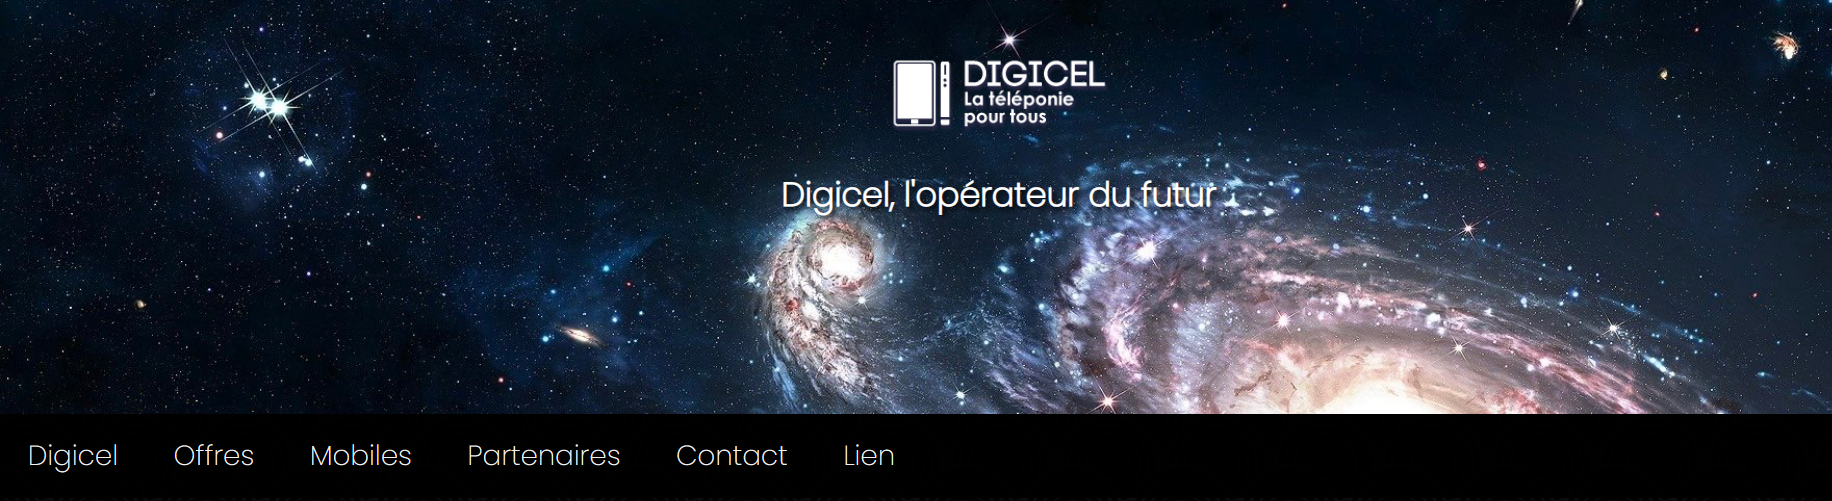 DIGICEL
La téléponie
pour tous
Digicel, l'opérateur du futur
Digicel Offres Mobiles Partenaires Contact Lien